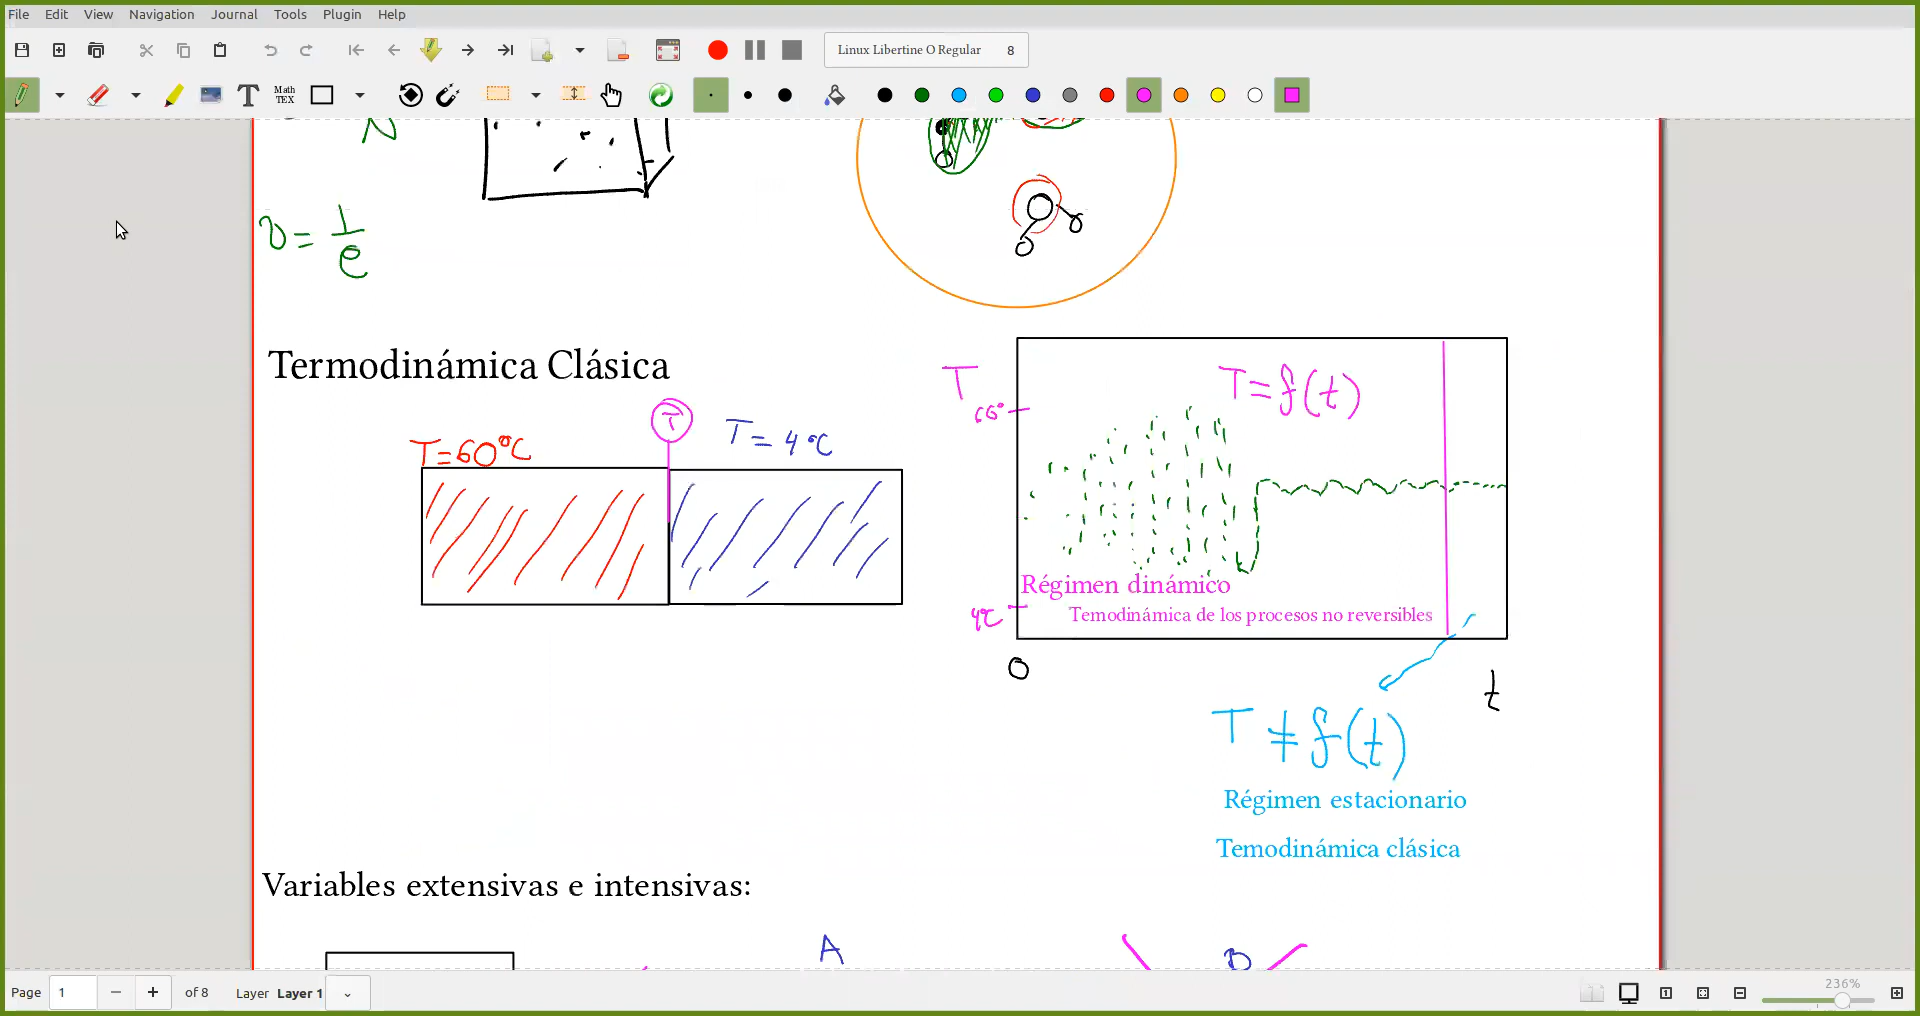 File Edit View Navigation Journal Tools Plugin Help
Linux Libertine O Regular 8
T
Math
TEX
N
υ = 1/e
Termodinámica Clásica
T
T=60°C
T = 4°C
T
60°
T=f(t)
Régimen dinámico
Temodinámica de los procesos no reversibles
4°C
0
t
T ≠ f(t)
Régimen estacionario
Temodinámica clásica
Variables extensivas e intensivas:
A
B
Page 1 of 8 Layer Layer 1
236%